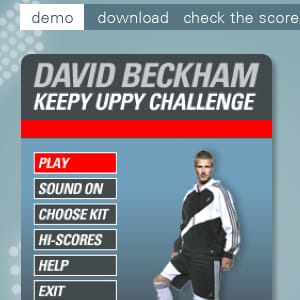 demo download check the score
DAVID BECKHAM
KEEPY UPPY CHALLENGE
PLAY
SOUND ON
CHOOSE KIT
HI-SCORES
HELP
EXIT